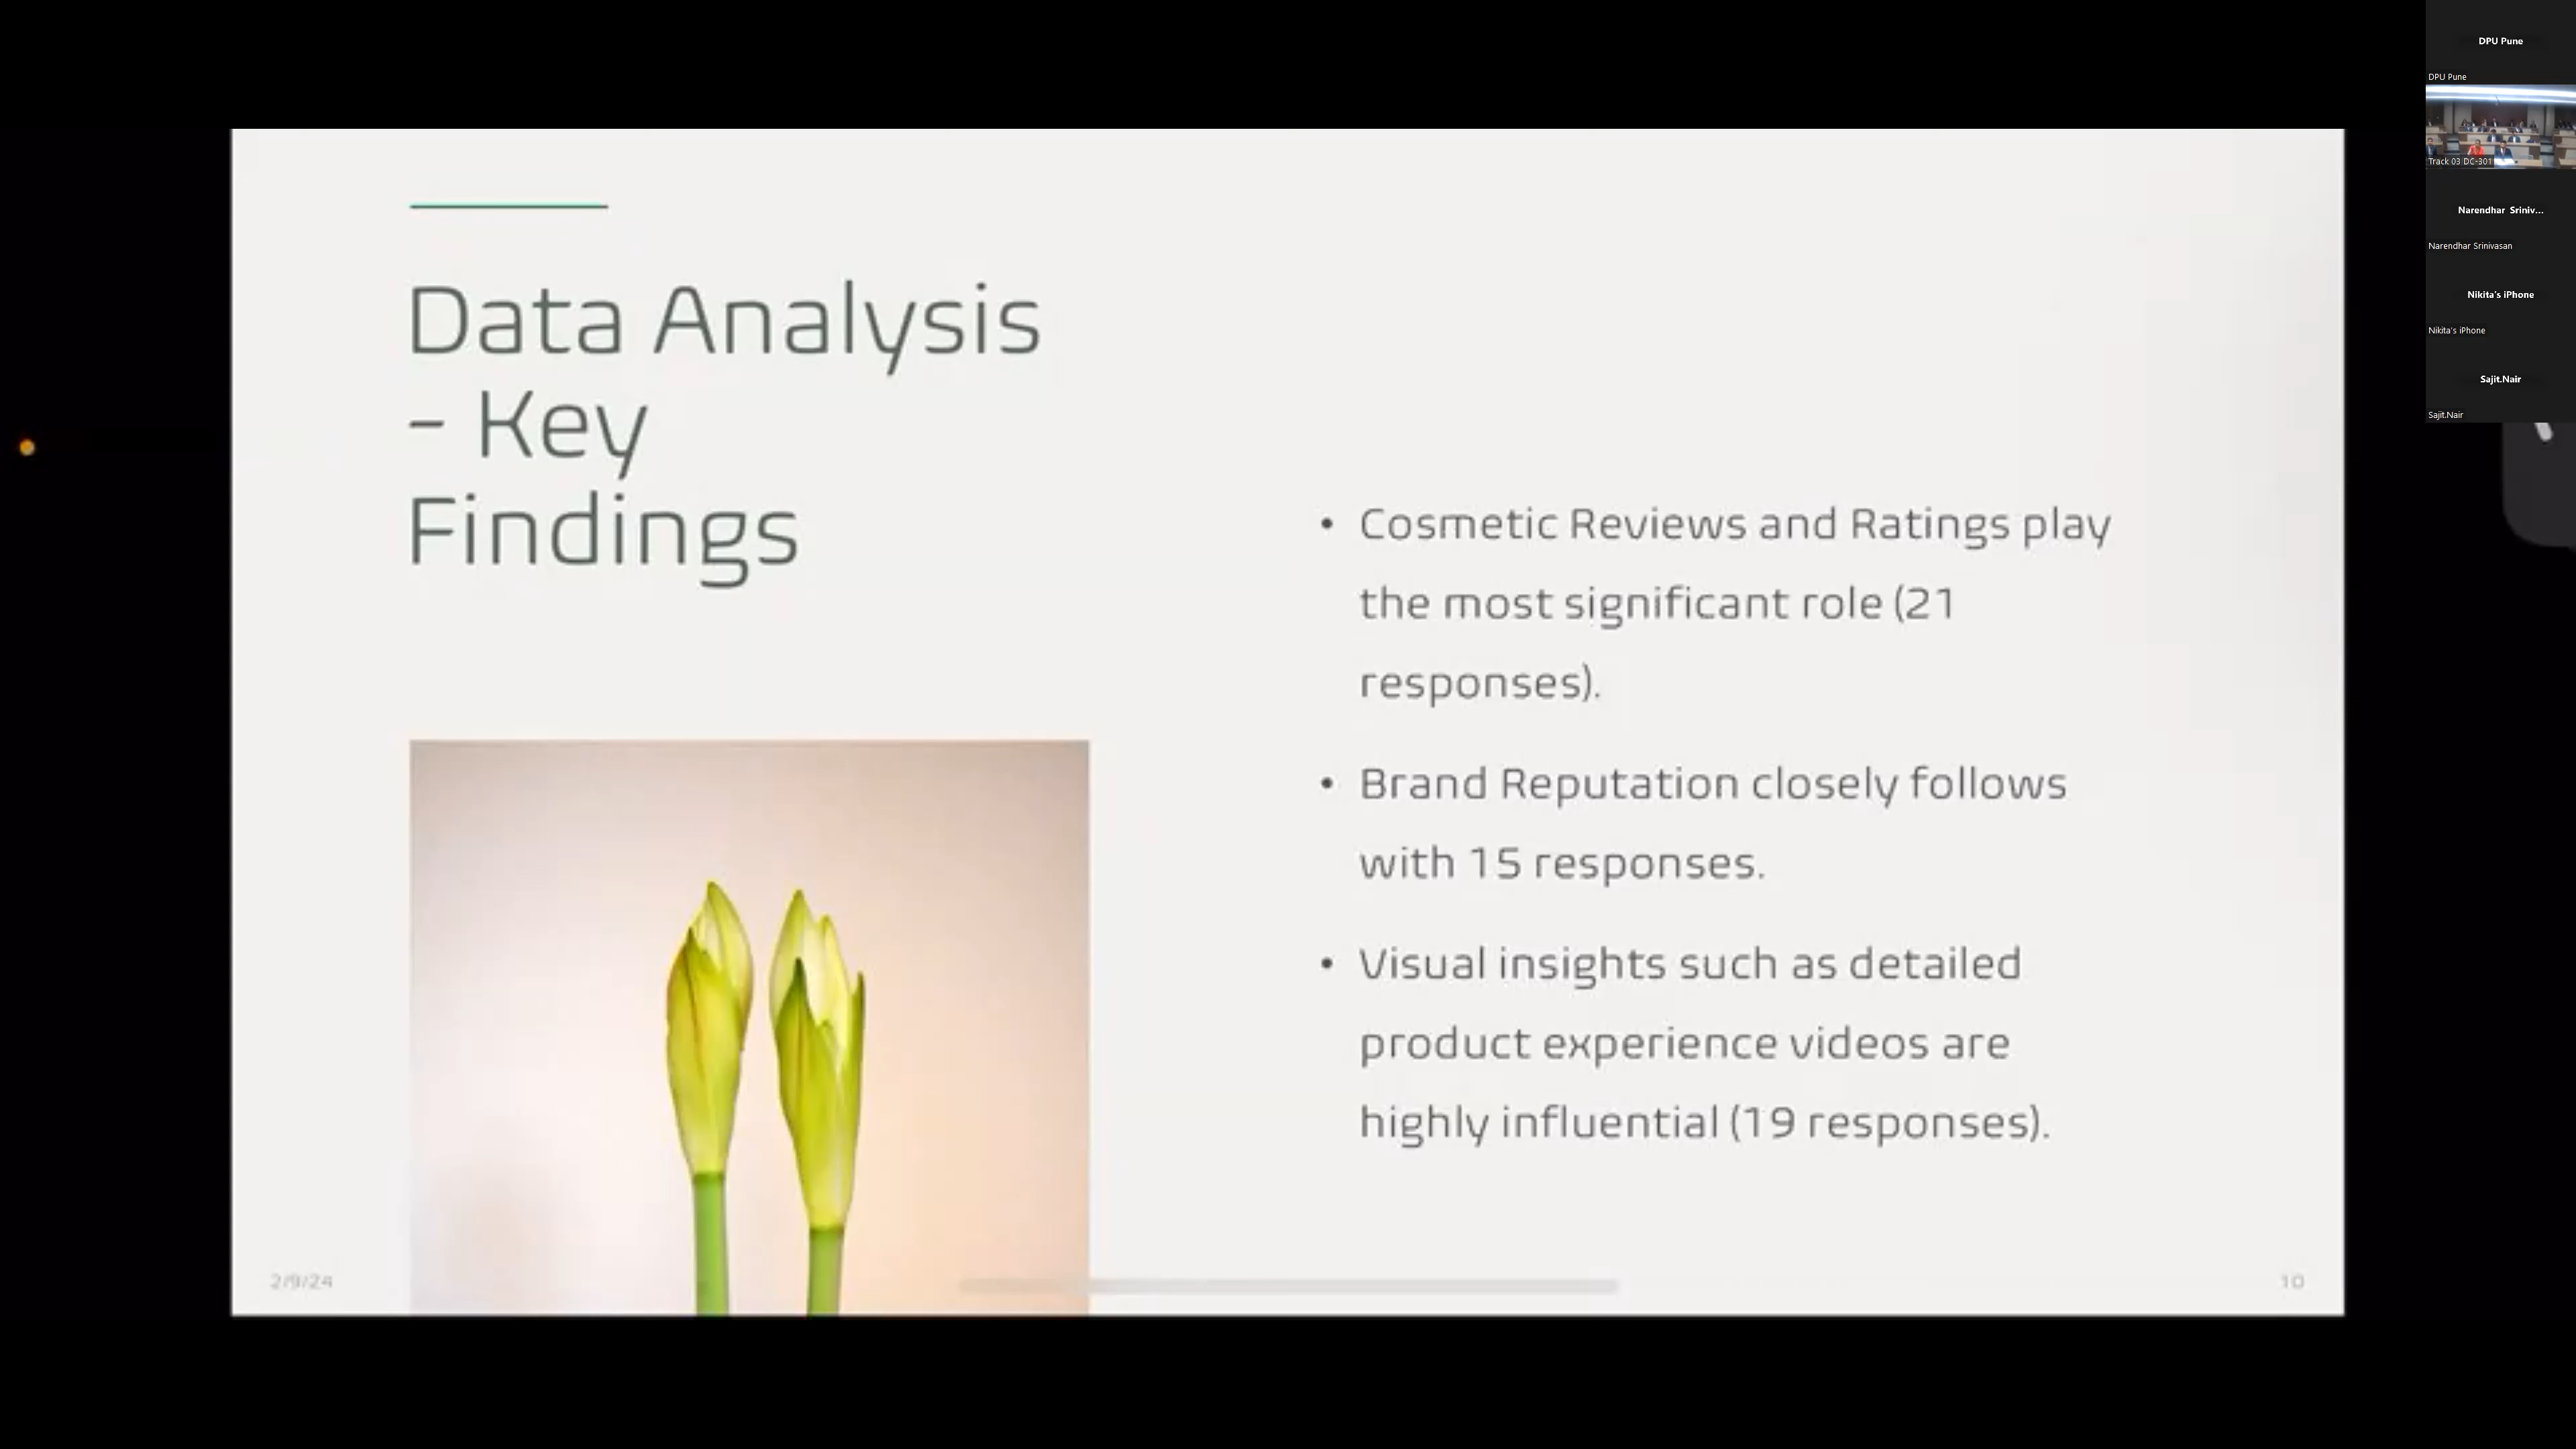 Data Analysis
- Key
Findings
• Cosmetic Reviews and Ratings play
the most significant role (21
responses).
• Brand Reputation closely follows
with 15 responses.
• Visual insights such as detailed
product experience videos are
highly influential (19 responses).
2/9/24
10
DPU Pune
DPU Pune
Track 03 DC-301
Narendhar Sriniv...
Narendhar Srinivasan
Nikita's iPhone
Nikita's iPhone
Sajit.Nair
Sajit.Nair